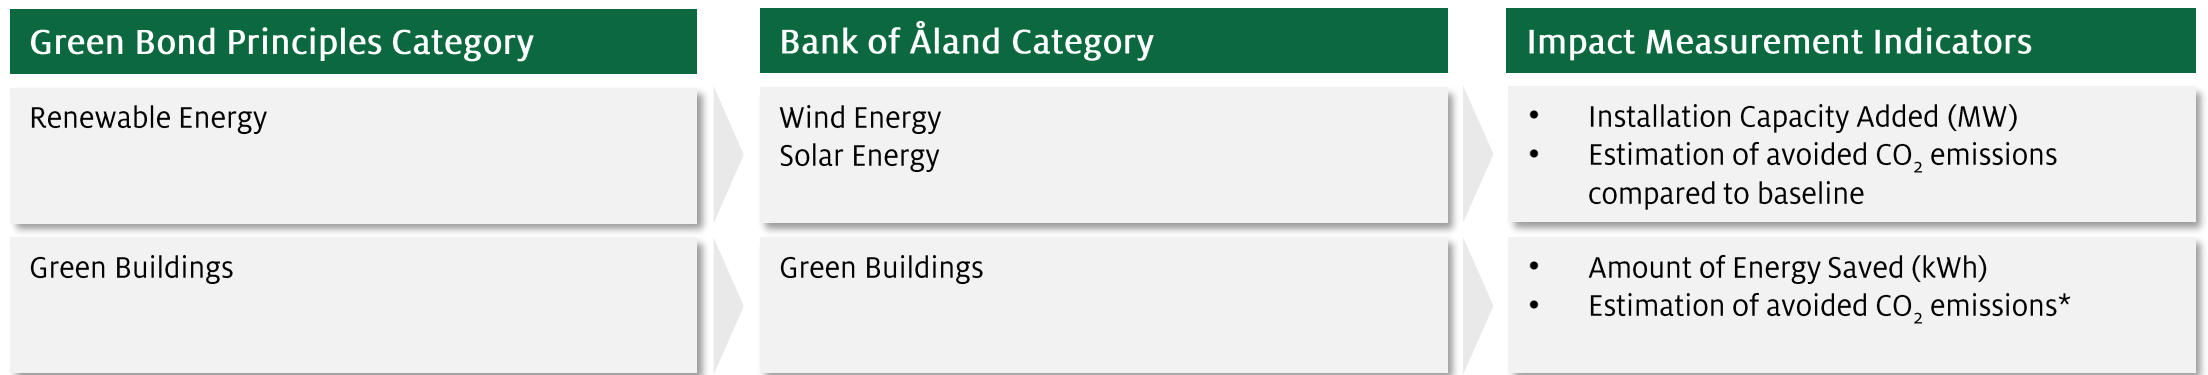 Green Bond Principles Category
Bank of Åland Category
Impact Measurement Indicators
Renewable Energy
Wind Energy
Solar Energy
• Installation Capacity Added (MW)
• Estimation of avoided CO₂ emissions
compared to baseline
Green Buildings
Green Buildings
• Amount of Energy Saved (kWh)
• Estimation of avoided CO₂ emissions*